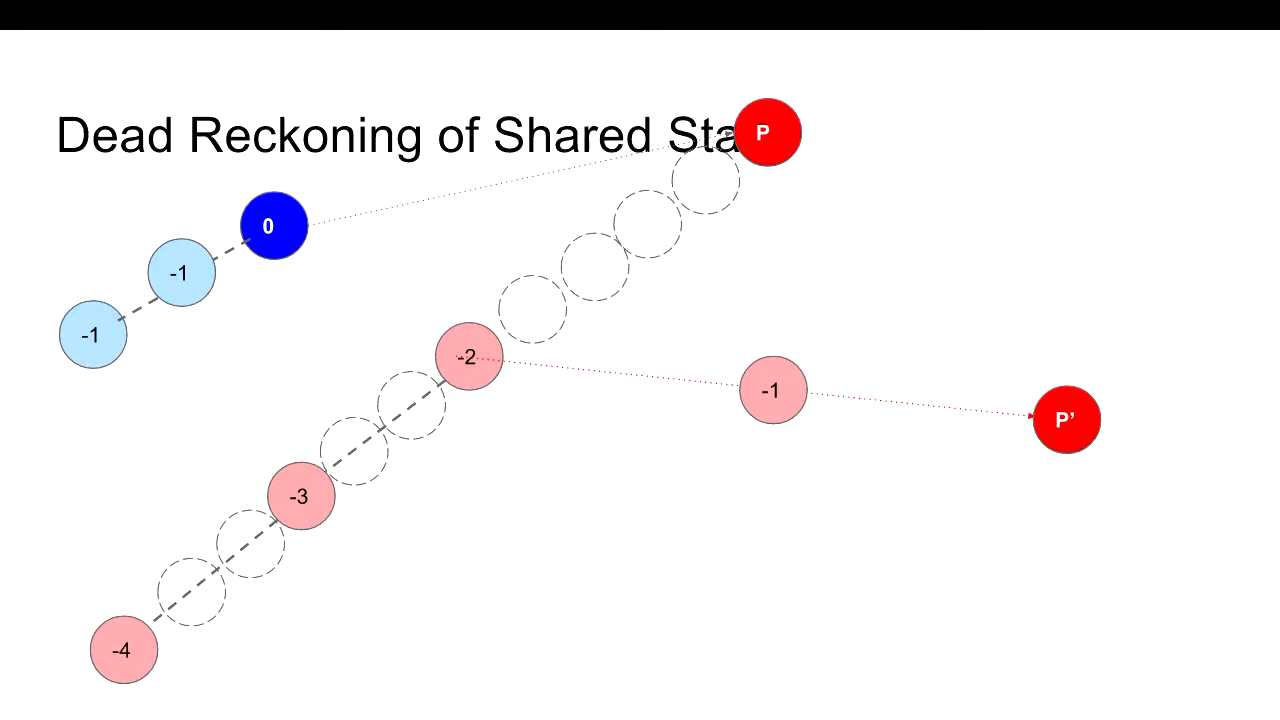 Dead Reckoning of Shared Sta
P
0
-1
-1
-2
-1
P’
-3
-4